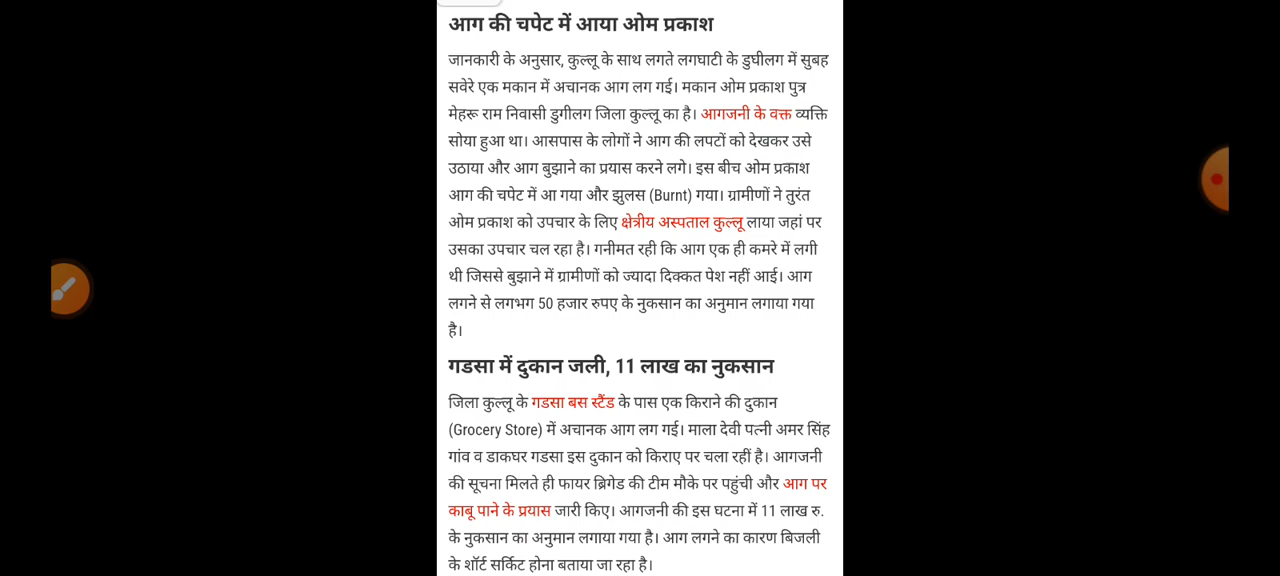 आग की चपेट में आया ओम प्रकाश
जानकारी के अनुसार, कुल्लू के साथ लगते लगघाटी के डुघीलग में सुबह
सवेरे एक मकान में अचानक आग लग गई। मकान ओम प्रकाश पुत्र
मेहरू राम निवासी डुगीलग जिला कुल्लू का है। आगजनी के वक्त व्यक्ति
सोया हुआ था। आसपास के लोगों ने आग की लपटों को देखकर उसे
उठाया और आग बुझाने का प्रयास करने लगे। इस बीच ओम प्रकाश
आग की चपेट में आ गया और झुलस (Burnt) गया। ग्रामीणों ने तुरंत
ओम प्रकाश को उपचार के लिए क्षेत्रीय अस्पताल कुल्लू लाया जहां पर
उसका उपचार चल रहा है। गनीमत रही कि आग एक ही कमरे में लगी
थी जिससे बुझाने में ग्रामीणों को ज्यादा दिक्कत पेश नहीं आई। आग
लगने से लगभग 50 हजार रुपए के नुकसान का अनुमान लगाया गया
है।
गडसा में दुकान जली, 11 लाख का नुकसान
जिला कुल्लू के गडसा बस स्टैंड के पास एक किराने की दुकान
(Grocery Store) में अचानक आग लग गई। माला देवी पत्नी अमर सिंह
गांव व डाकघर गडसा इस दुकान को किराए पर चला रहीं है। आगजनी
की सूचना मिलते ही फायर ब्रिगेड की टीम मौके पर पहुंची और आग पर
काबू पाने के प्रयास जारी किए। आगजनी की इस घटना में 11 लाख रु.
के नुकसान का अनुमान लगाया गया है। आग लगने का कारण बिजली
के शॉर्ट सर्किट होना बताया जा रहा है।